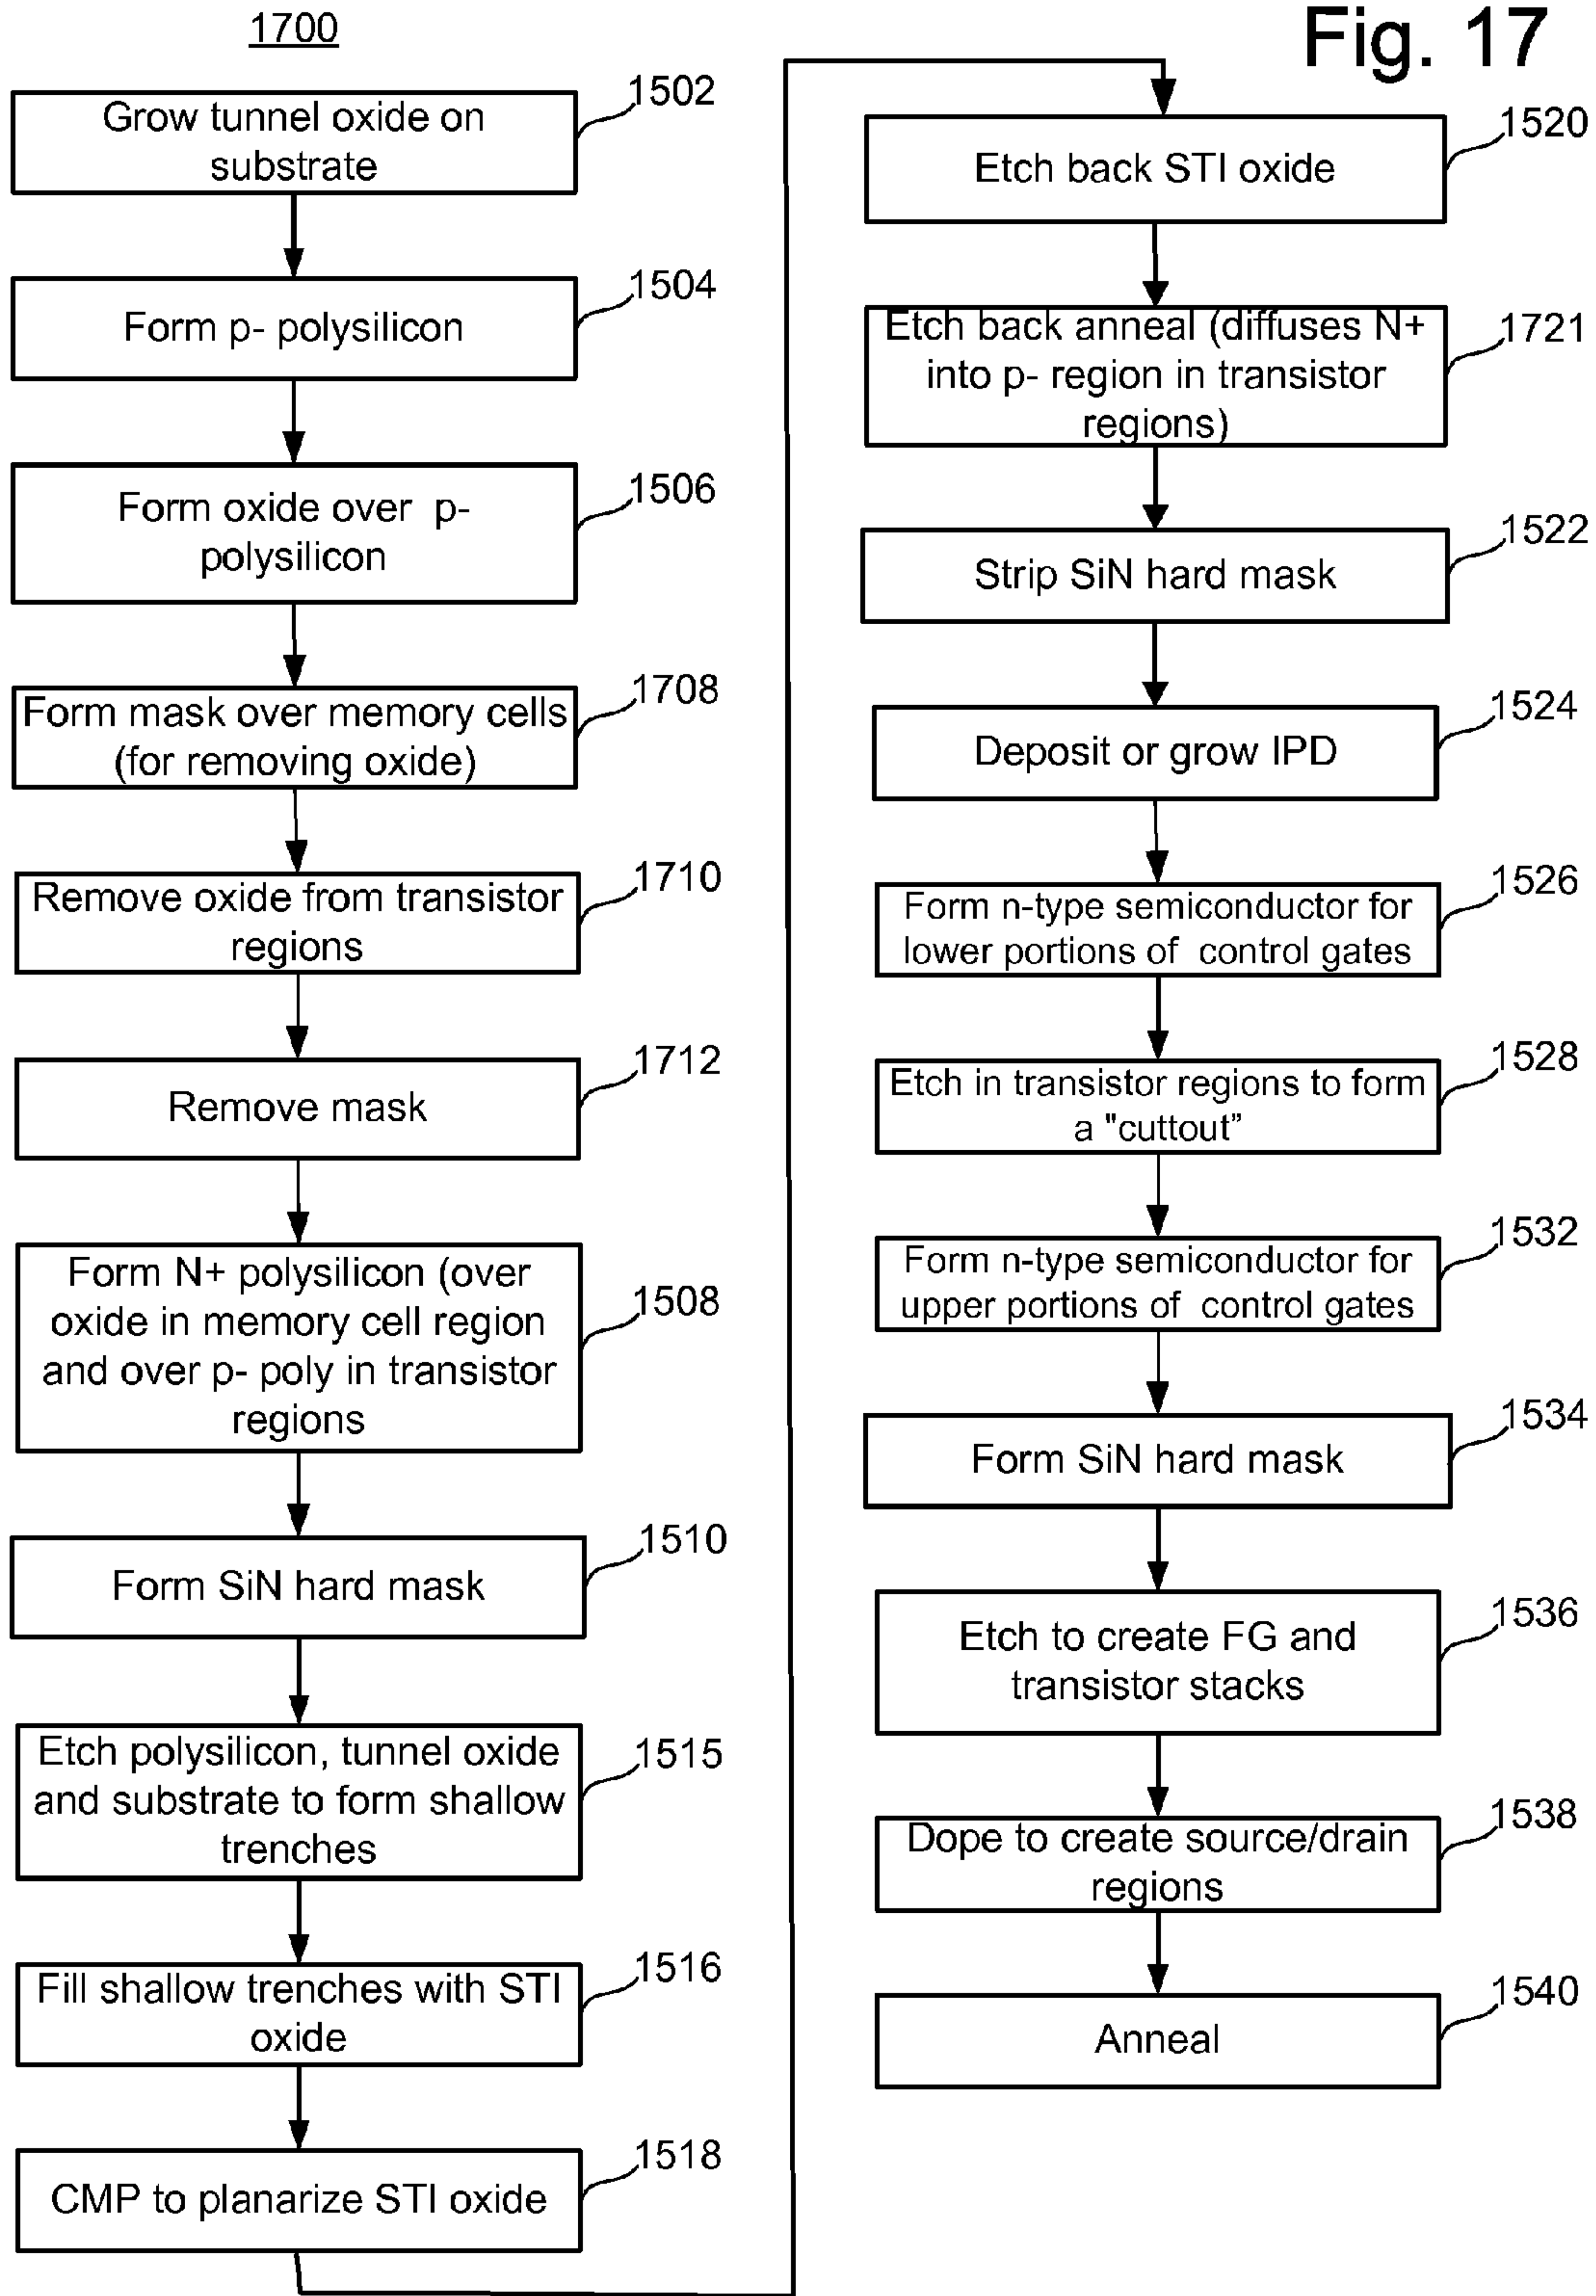 Fig. 17
1700
1502
Grow tunnel oxide on
substrate
1504
Form p- polysilicon
1506
Form oxide over p-
polysilicon
1708
Form mask over memory cells
(for removing oxide)
1710
Remove oxide from transistor
regions
1712
Remove mask
1508
Form N+ polysilicon (over
oxide in memory cell region
and over p- poly in transistor
regions
1510
Form SiN hard mask
1515
Etch polysilicon, tunnel oxide
and substrate to form shallow
trenches
1516
Fill shallow trenches with STI
oxide
1518
CMP to planarize STI oxide
1520
Etch back STI oxide
1721
Etch back anneal (diffuses N+
into p- region in transistor
regions)
1522
Strip SiN hard mask
1524
Deposit or grow IPD
1526
Form n-type semiconductor for
lower portions of control gates
1528
Etch in transistor regions to form
a "cuttout”
1532
Form n-type semiconductor for
upper portions of control gates
1534
Form SiN hard mask
1536
Etch to create FG and
transistor stacks
1538
Dope to create source/drain
regions
1540
Anneal